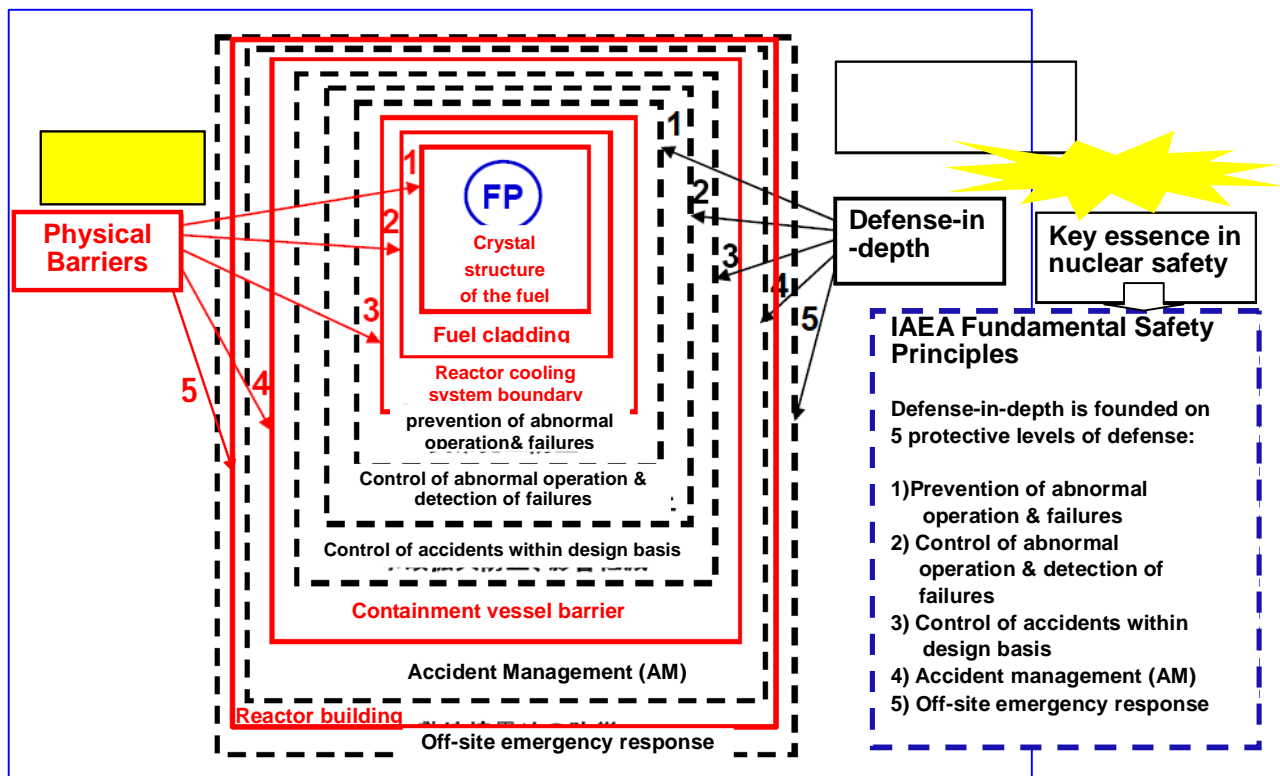 1
FP
1
Physical
Barriers
2
Crystal
structure
of the fuel
2
Defense-in
-depth
Key essence in
nuclear safety
3
3
4
5
Fuel cladding
IAEA Fundamental Safety
Principles
5
4
Reactor cooling
system boundary
prevention of abnormal
operation& failures
Defense-in-depth is founded on
5 protective levels of defense:
Control of abnormal operation &
detection of failures
1)Prevention of abnormal
operation & failures
2) Control of abnormal
operation & detection of
failures
3) Control of accidents within
design basis
4) Accident management (AM)
5) Off-site emergency response
Control of accidents within design basis
Containment vessel barrier
Accident Management (AM)
Reactor building
Off-site emergency response